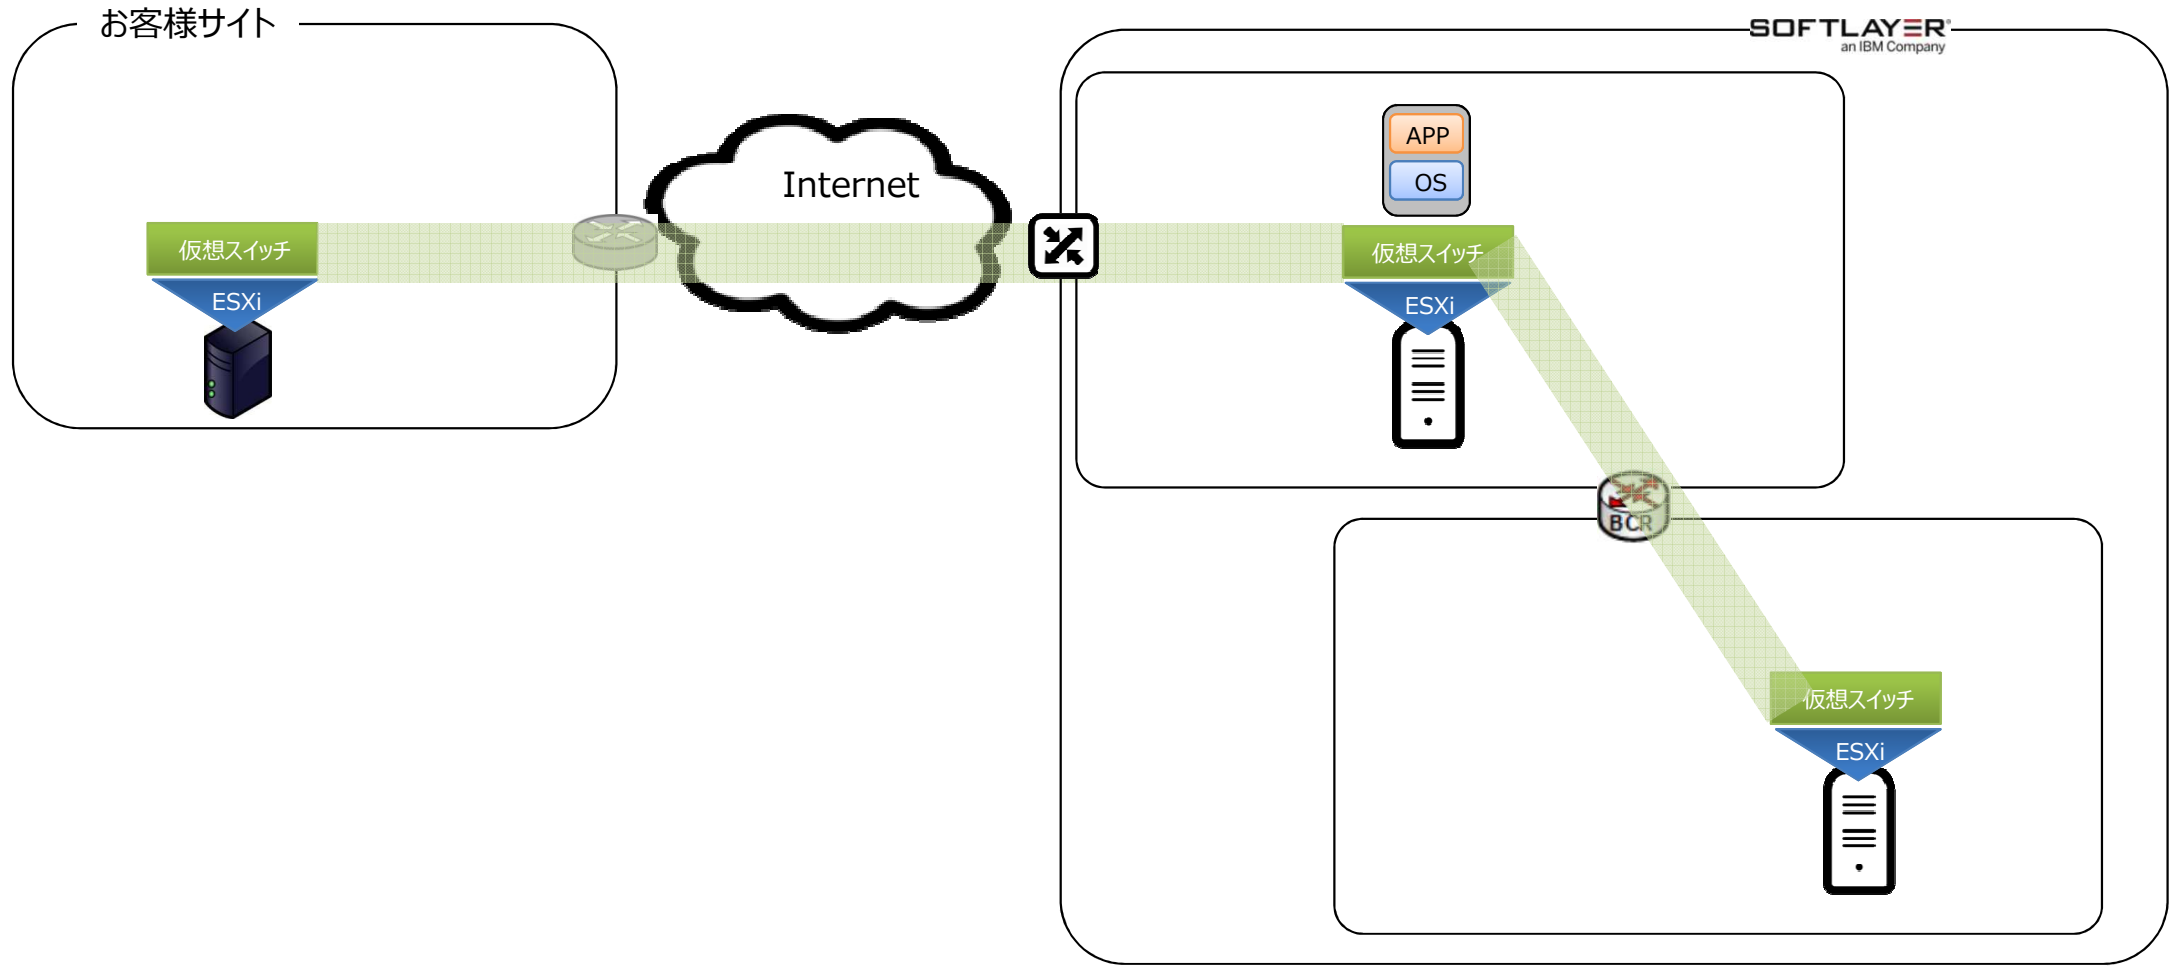 お客様サイト
SOFTLAYER®
an IBM Company
APP
Internet
OS
仮想スイッチ
仮想スイッチ
ESXi
ESXi
BCR
仮想スイッチ
ESXi